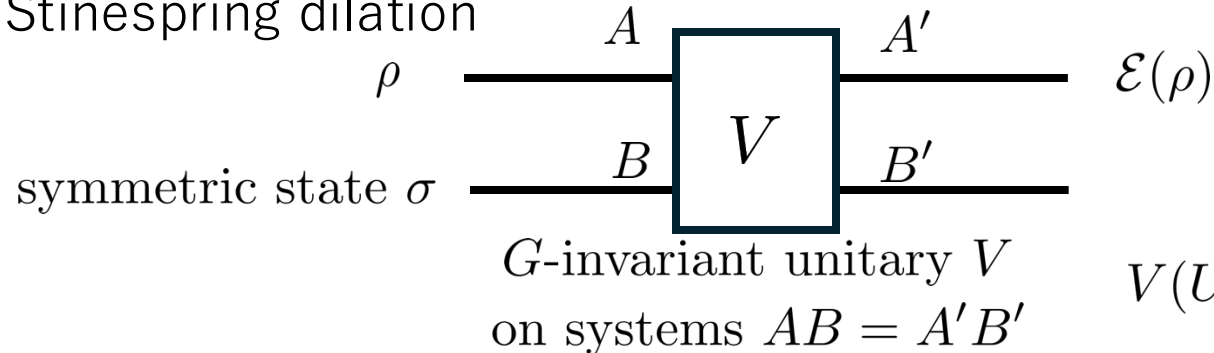 Stinespring dilation
A
A′
ρ
ℰ(ρ)
V
B
B′
symmetric state σ
G-invariant unitary V
V(U
on systems AB = A′B′